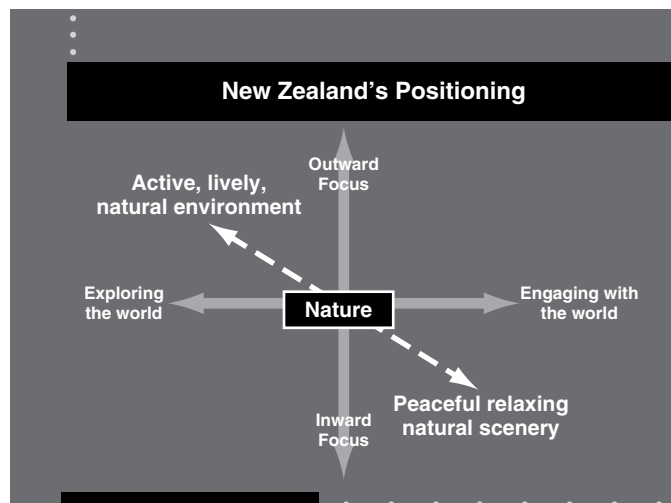 New Zealand’s Positioning
Outward
Focus
Active, lively,
natural environment
Exploring
the world
Nature
Engaging with
the world
Peaceful relaxing
natural scenery
Inward
Focus